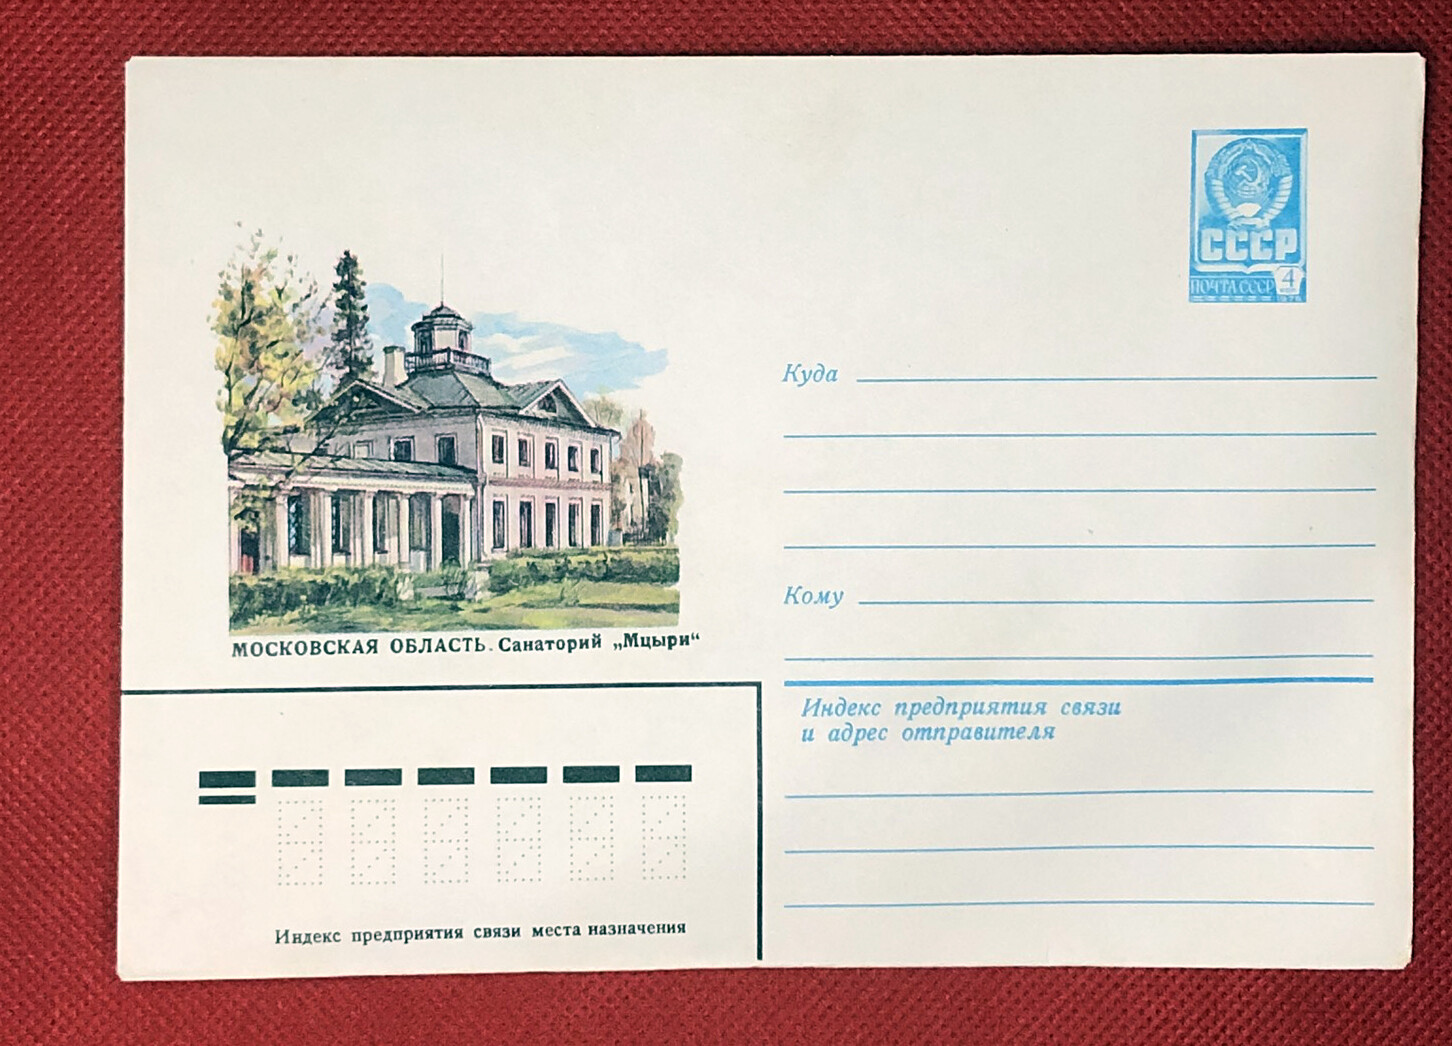 СССР
ПОЧТА СССР
4
Куда
Кому
МОСКОВСКАЯ ОБЛАСТЬ. Санаторий „Мцыри“
Индекс предприятия связи
и адрес отправителя
Индекс предприятия связи места назначения